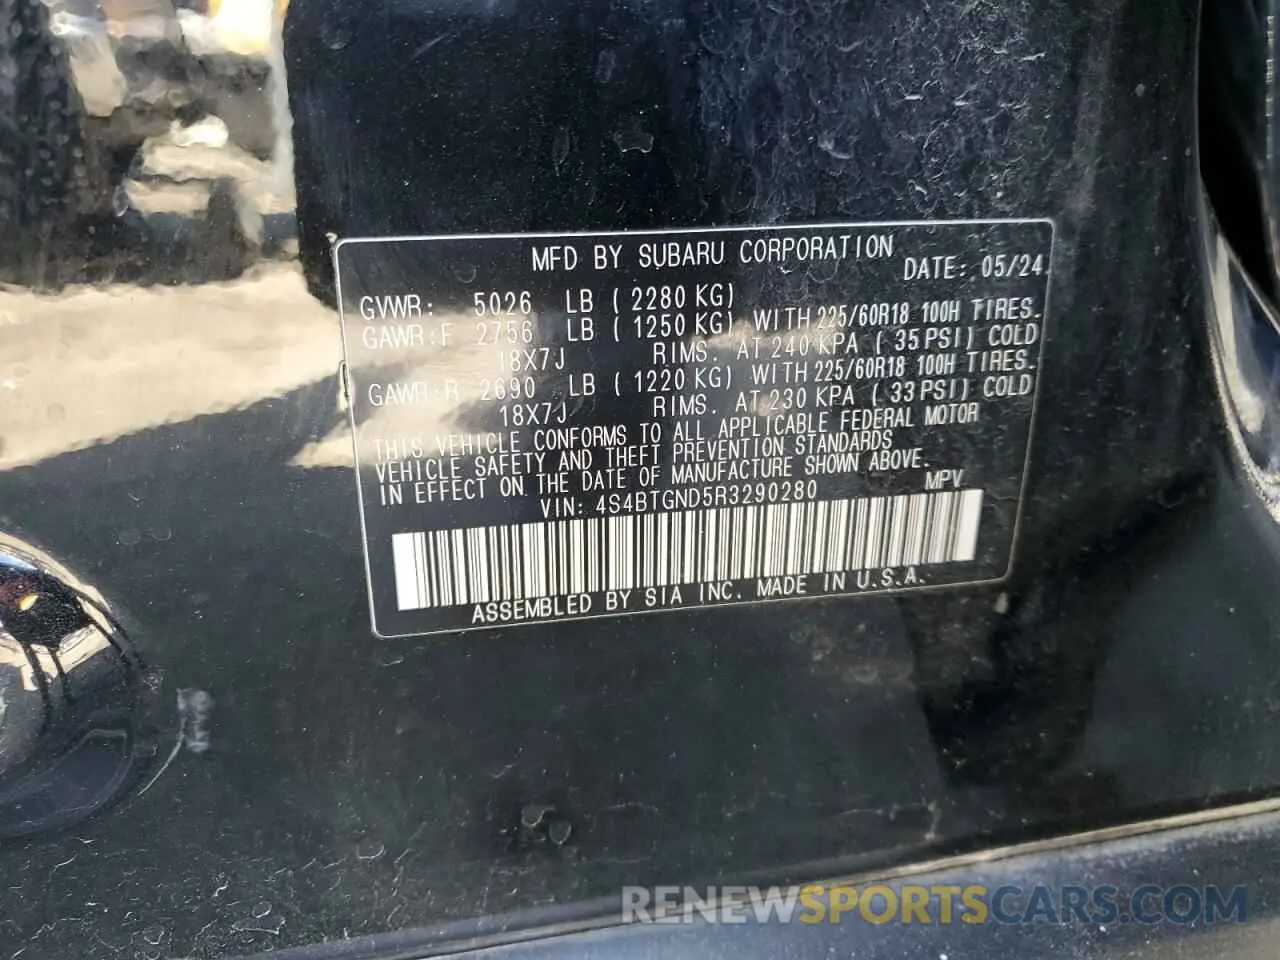 MFD BY SUBARU CORPORATION
DATE: 05/24
GVWR: 5026 LB ( 2280 KG)
GAWR:F 2756 LB ( 1250 KG) WITH 225/60R18 100H TIRES.
18X7J RIMS. AT 240 KPA ( 35 PSI) COLD
GAWR:R 2690 LB ( 1220 KG) WITH 225/60R18 100H TIRES.
18X7J RIMS. AT 230 KPA ( 33 PSI) COLD
THIS VEHICLE CONFORMS TO ALL APPLICABLE FEDERAL MOTOR
VEHICLE SAFETY AND THEFT PREVENTION STANDARDS
IN EFFECT ON THE DATE OF MANUFACTURE SHOWN ABOVE.
VIN: 4S4BTGND5R3290280 MPV
ASSEMBLED BY SIA INC. MADE IN U.S.A.
RENEWSPORTSCARS.COM